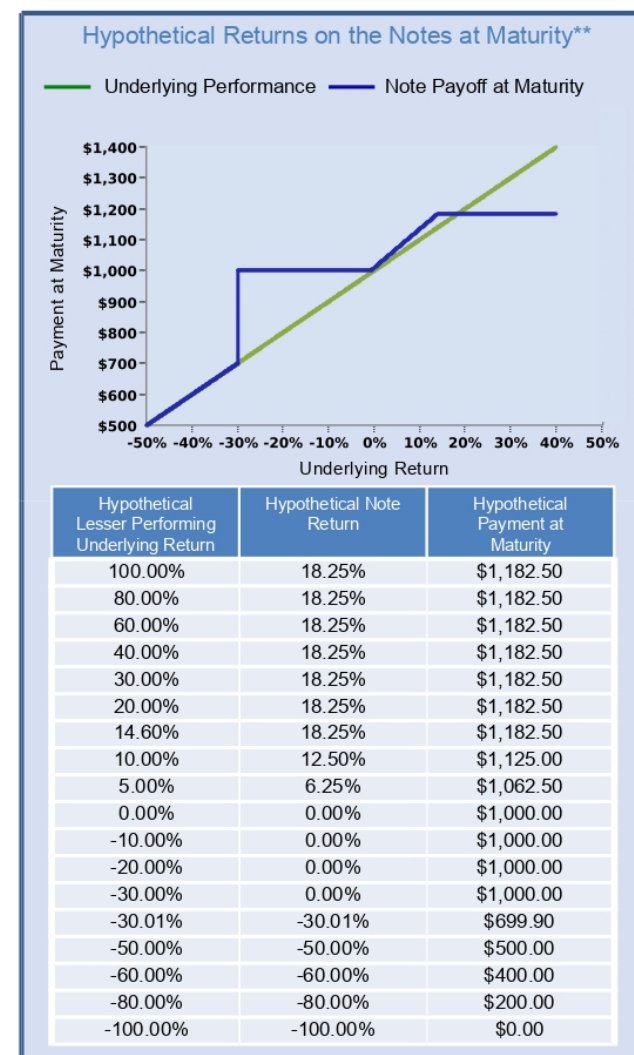 Hypothetical Returns on the Notes at Maturity**
Underlying Performance Note Payoff at Maturity
$1,400
$1,300
$1,200
$1,100
$1,000
$900
$800
$700
$600
$500
Payment at Maturity
-50% -40% -30% -20% -10% 0% 10% 20% 30% 40% 50%
Underlying Return
Hypothetical Lesser Performing Underlying Return Hypothetical Note Return Hypothetical Payment at Maturity
100.00% 18.25% $1,182.50
80.00% 18.25% $1,182.50
60.00% 18.25% $1,182.50
40.00% 18.25% $1,182.50
30.00% 18.25% $1,182.50
20.00% 18.25% $1,182.50
14.60% 18.25% $1,182.50
10.00% 12.50% $1,125.00
5.00% 6.25% $1,062.50
0.00% 0.00% $1,000.00
-10.00% 0.00% $1,000.00
-20.00% 0.00% $1,000.00
-30.00% 0.00% $1,000.00
-30.01% -30.01% $699.90
-50.00% -50.00% $500.00
-60.00% -60.00% $400.00
-80.00% -80.00% $200.00
-100.00% -100.00% $0.00